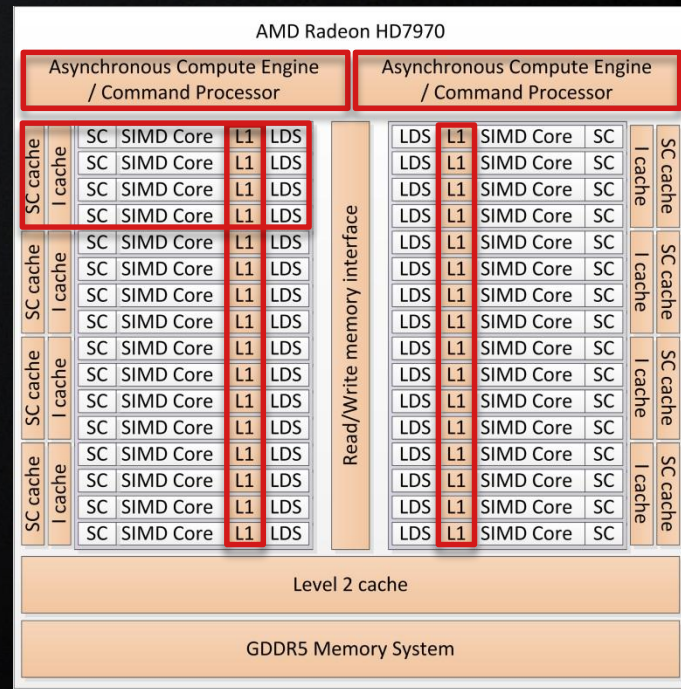 AMD Radeon HD7970
Asynchronous Compute Engine
/ Command Processor
Asynchronous Compute Engine
/ Command Processor
SC cache
I cache
SC SIMD Core L1 LDS
SC SIMD Core L1 LDS
SC SIMD Core L1 LDS
SC SIMD Core L1 LDS
SC cache
I cache
SC SIMD Core L1 LDS
SC SIMD Core L1 LDS
SC SIMD Core L1 LDS
SC SIMD Core L1 LDS
SC cache
I cache
SC SIMD Core L1 LDS
SC SIMD Core L1 LDS
SC SIMD Core L1 LDS
SC SIMD Core L1 LDS
SC cache
I cache
SC SIMD Core L1 LDS
SC SIMD Core L1 LDS
SC SIMD Core L1 LDS
SC SIMD Core L1 LDS
Read/Write memory interface
LDS L1 SIMD Core SC
LDS L1 SIMD Core SC
LDS L1 SIMD Core SC
LDS L1 SIMD Core SC
I cache
SC cache
LDS L1 SIMD Core SC
LDS L1 SIMD Core SC
LDS L1 SIMD Core SC
LDS L1 SIMD Core SC
I cache
SC cache
LDS L1 SIMD Core SC
LDS L1 SIMD Core SC
LDS L1 SIMD Core SC
LDS L1 SIMD Core SC
I cache
SC cache
LDS L1 SIMD Core SC
LDS L1 SIMD Core SC
LDS L1 SIMD Core SC
LDS L1 SIMD Core SC
I cache
SC cache
Level 2 cache
GDDR5 Memory System